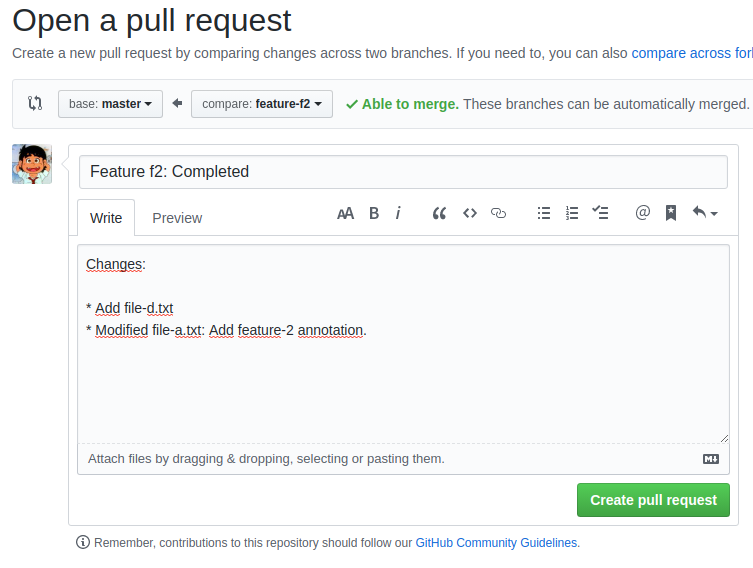 Open a pull request
Create a new pull request by comparing changes across two branches. If you need to, you can also compare across for
base: master compare: feature-f2 Able to merge. These branches can be automatically merged.
Feature f2: Completed
Write Preview AA B i @
Changes:
* Add file-d.txt
* Modified file-a.txt: Add feature-2 annotation.
Attach files by dragging & dropping, selecting or pasting them.
Create pull request
Remember, contributions to this repository should follow our GitHub Community Guidelines.